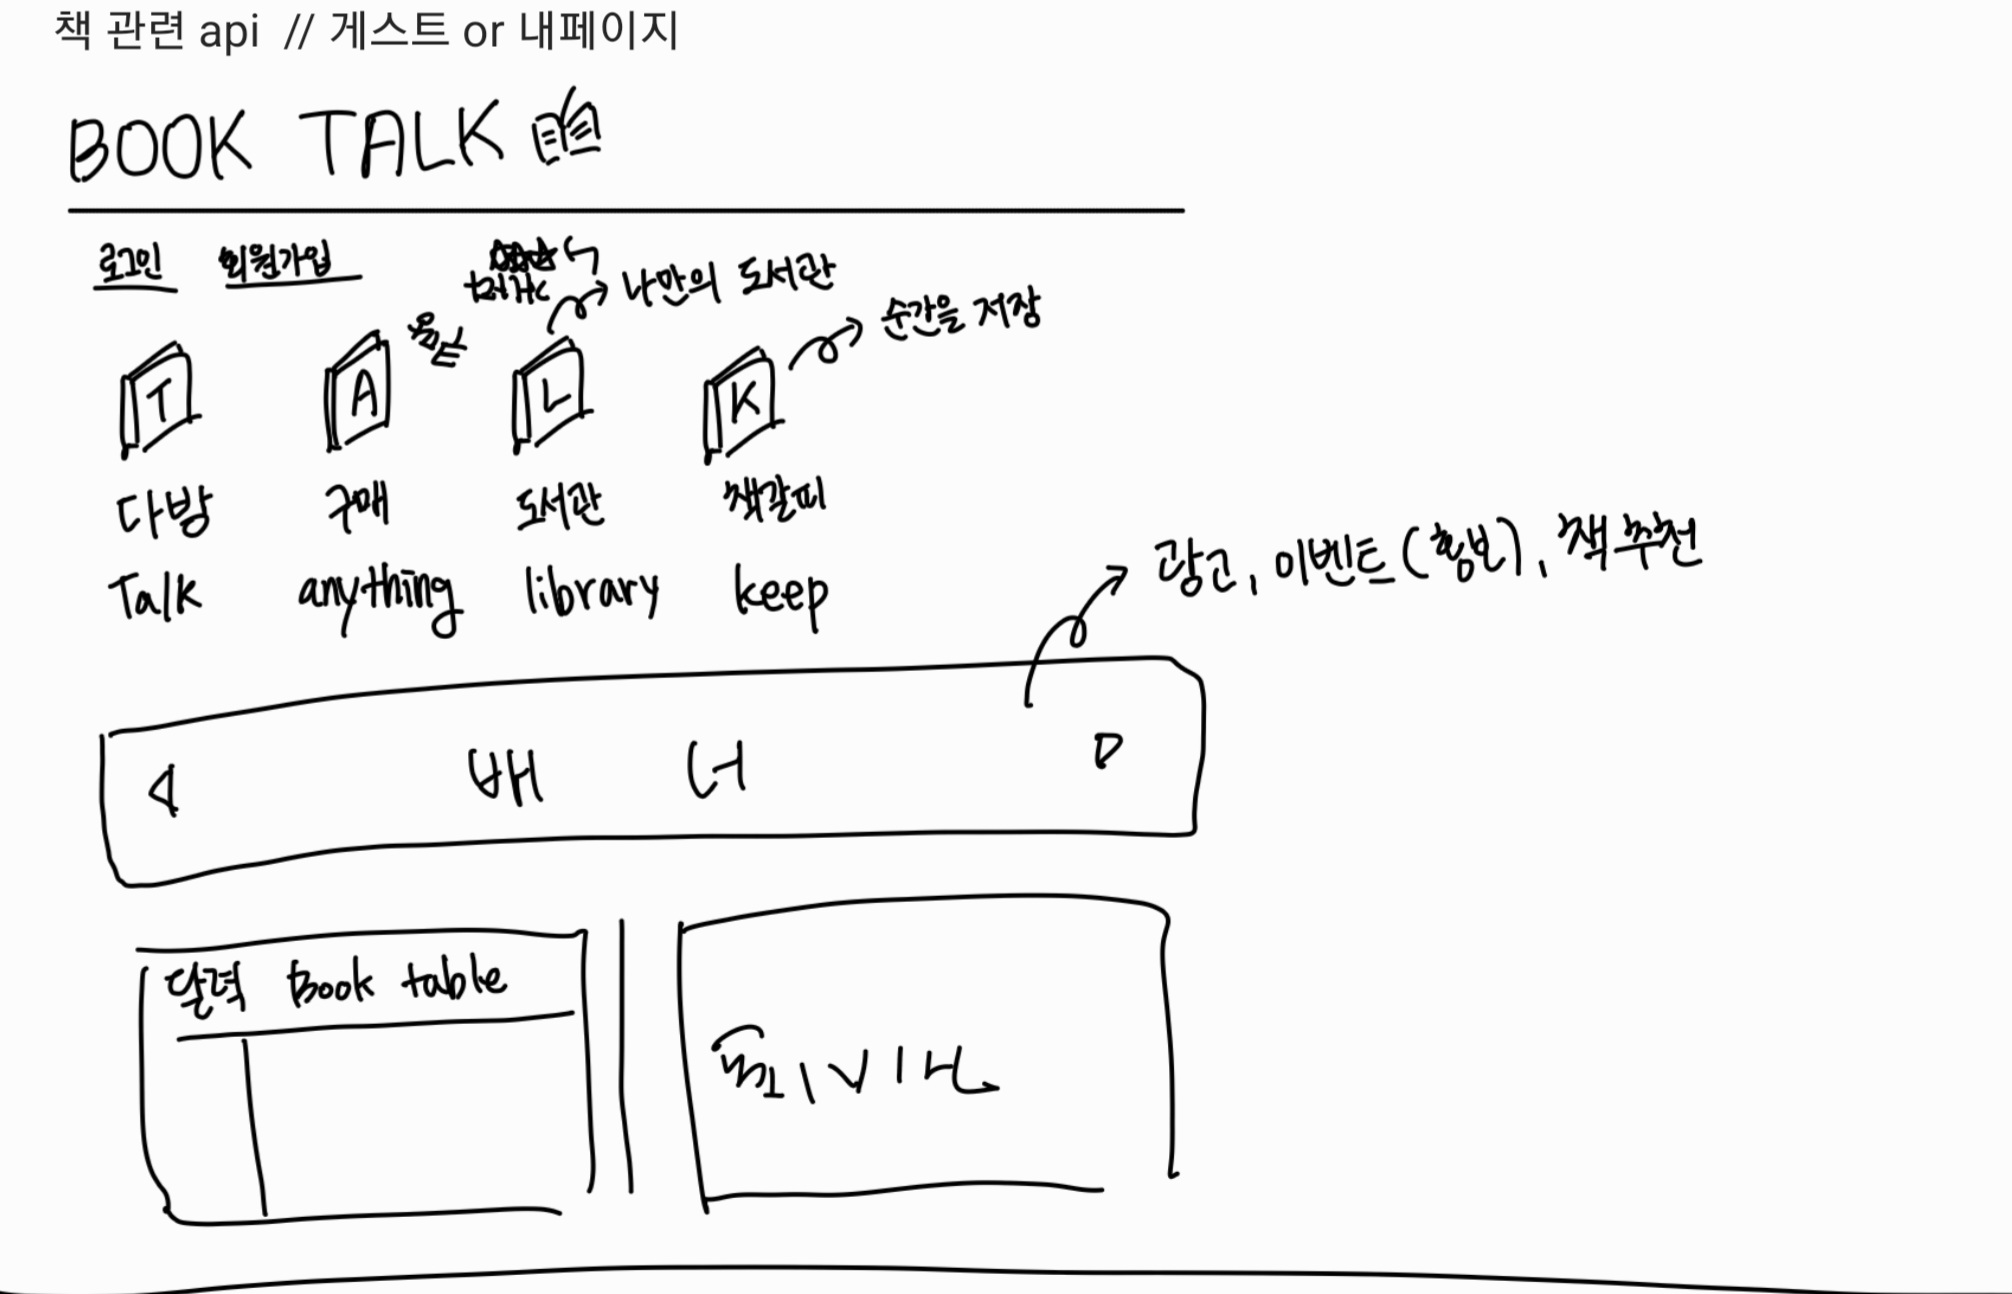 책 관련 api // 게스트 or 내페이지
BOOK TALK
로그인 회원가입
나만의 도서관
순간을 저장
T A L K
다방 구매 도서관 책갈피
Talk anything library keep
광고, 이벤트(홍보), 책 추천
배 너
달력 Book table